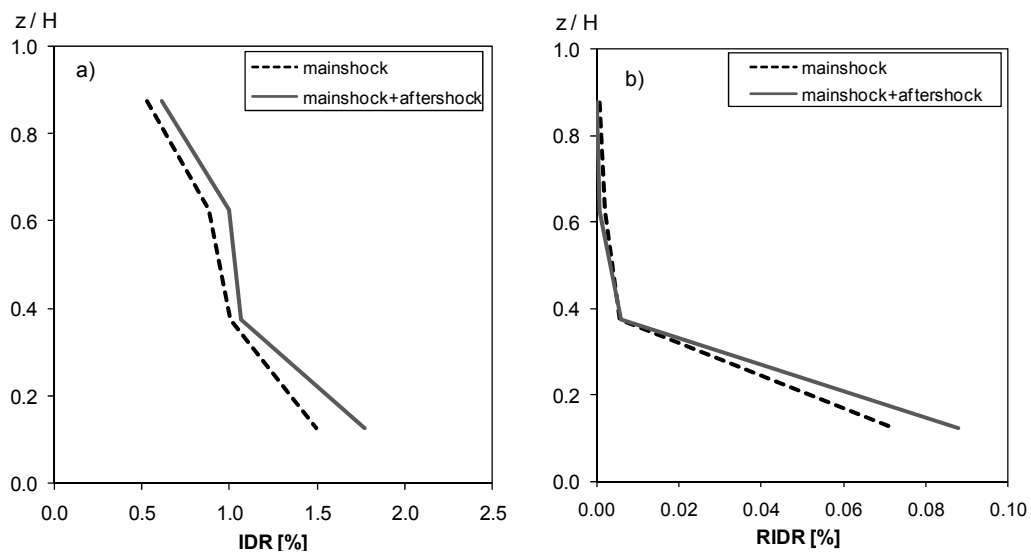 z / H
1.0
0.8
0.6
0.4
0.2
0.0
a)
mainshock
mainshock+aftershock
0.0 0.5 1.0 1.5 2.0 2.5
IDR [%]
z / H
1.0
0.8
0.6
0.4
0.2
0.0
b)
mainshock
mainshock+aftershock
0.00 0.02 0.04 0.06 0.08 0.10
RIDR [%]